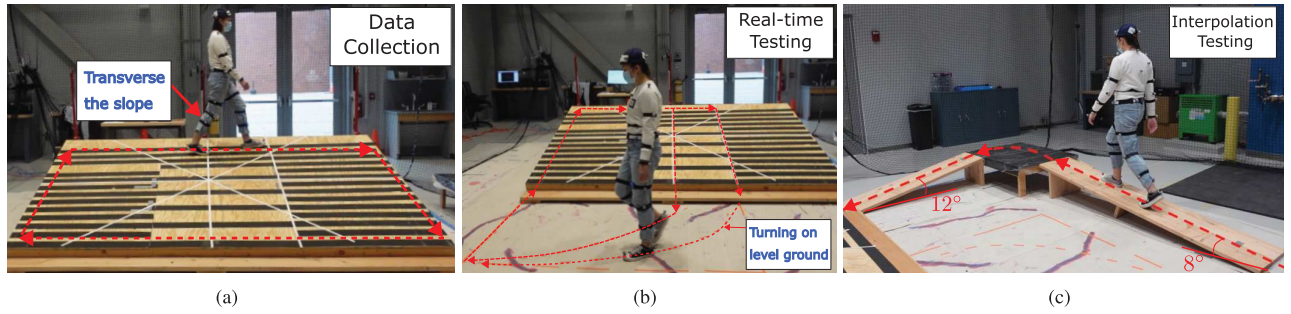 Data
Collection
Transverse
the slope
Real-time
Testing
Turning on
level ground
Interpolation
Testing
12°
8°
(a)
(b)
(c)